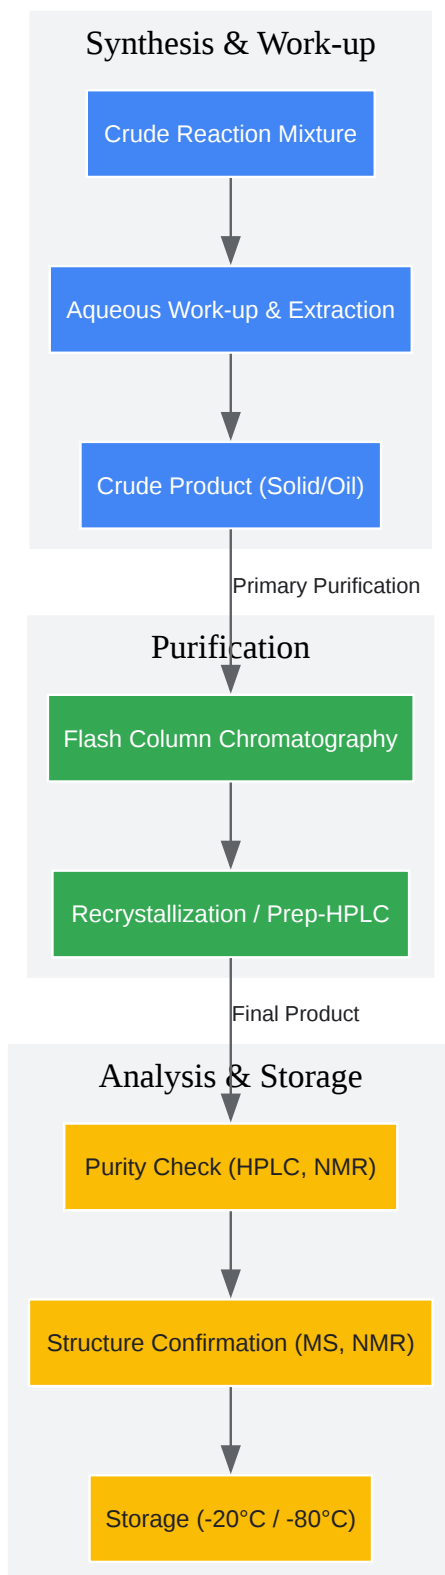 Synthesis & Work-up
Crude Reaction Mixture
Aqueous Work-up & Extraction
Crude Product (Solid/Oil)
Primary Purification
Purification
Flash Column Chromatography
Recrystallization / Prep-HPLC
Final Product
Analysis & Storage
Purity Check (HPLC, NMR)
Structure Confirmation (MS, NMR)
Storage (-20°C / -80°C)